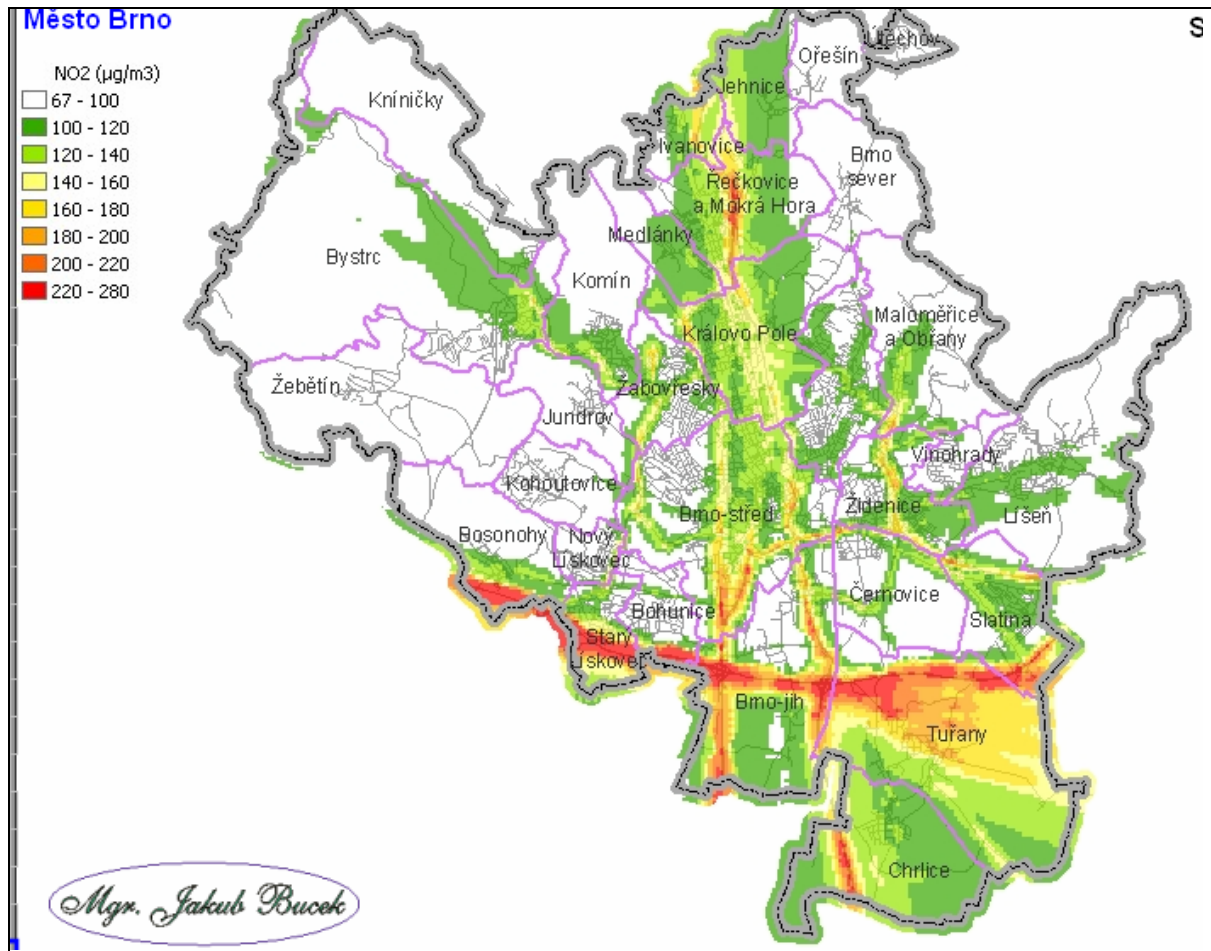 Město Brno
S
NO2 (µg/m3)
67 - 100
100 - 120
120 - 140
140 - 160
160 - 180
180 - 200
200 - 220
220 - 280
Útěchov
Ořešín
Jehnice
Kníničky
Ivanovice
Brno
sever
Řečkovice
a Mokrá Hora
Medlánky
Bystrc
Komín
Maloměřice
a Obřany
Královo Pole
Žebětín
Žabovřesky
Jundrov
Vinohrady
Kohoutovice
Židenice
Brno-střed
Líšeň
Bosonohy
Nový
Lískovec
Černovice
Bohunice
Slatina
Starý
Lískovec
Brno-jih
Tuřany
Chrlice
Mgr. Jakub Bucek